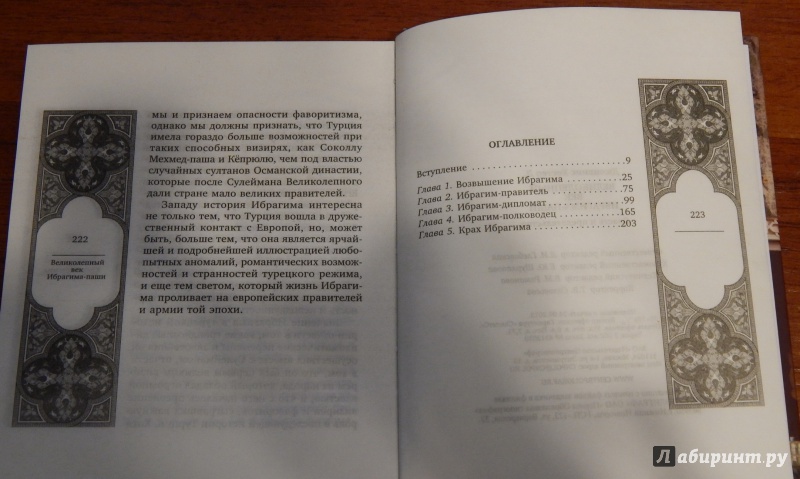 мы и признаем опасности фаворитизма,
однако мы должны признать, что Турция
имела гораздо больше возможностей при
таких способных визирях, как Соколлу
Мехмед-паша и Кёпрюлю, чем под властью
случайных султанов Османской династии,
которые после Сулеймана Великолепного
дали стране мало великих правителей.
Западу история Ибрагима интересна
не только тем, что Турция вошла в друже-
ственный контакт с Европой, но, может
быть, больше тем, что она является ярчай-
шей и подробнейшей иллюстрацией любо-
пытных аномалий, романтических возмож-
ностей и странностей турецкого режима,
и еще тем светом, который жизнь Ибраги-
ма проливает на европейских правителей
и армии той эпохи.
222
Великолепный
век
Ибрагима-паши
ОГЛАВЛЕНИЕ
Вступление . . . . . . . . . . . . . . . . . . . . . . .9
Глава 1. Возвышение Ибрагима . . . . . . . . . .25
Глава 2. Ибрагим-правитель . . . . . . . . . . . .75
Глава 3. Ибрагим-дипломат . . . . . . . . . . . .99
Глава 4. Ибрагим-полководец . . . . . . . . . .165
Глава 5. Крах Ибрагима . . . . . . . . . . . . . .203
223
Лабиринт.ру